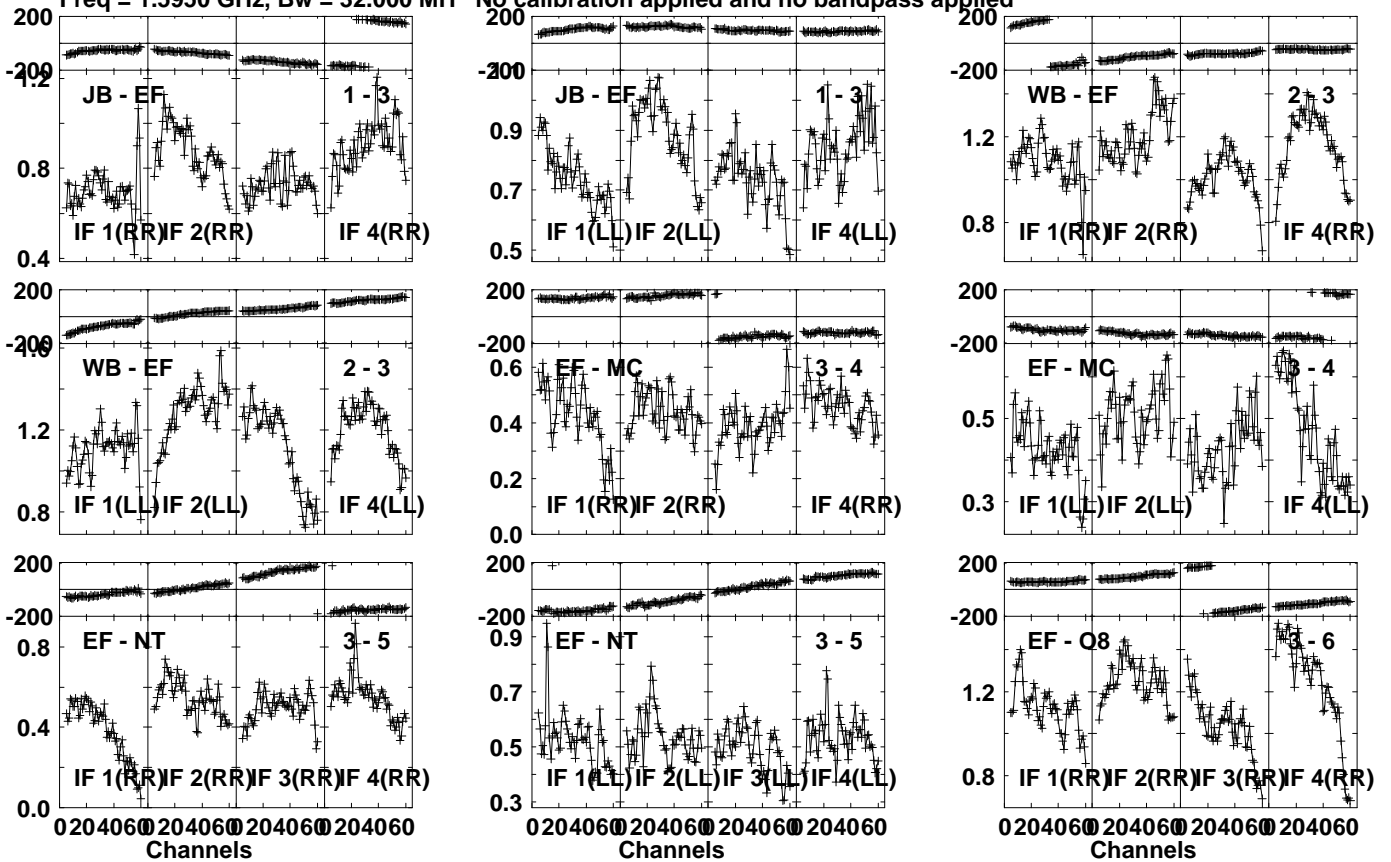 Freq = 1.5950 GHz, Bw = 32.000 MH No calibration applied and no bandpass applied
200 200 200
-200 -200
1.2
JB - EF 1 - 3 JB - EF 1 - 3 WB - EF 2 - 3
0.9 1.2
0.8 0.7
0.8
IF 1(RR) IF 2(RR) IF 4(RR) IF 1(LL) IF 2(LL) IF 4(LL) IF 1(RR) IF 2(RR) IF 4(RR)
0.4 0.5
200 200 200
-200 -200 -200
WB - EF 2 - 3 EF - MC 3 - 4 EF - MC 3 - 4
0.6
1.2 0.4 0.5
0.2
0.8 IF 1(LL) IF 2(LL) IF 4(LL) IF 1(RR) IF 2(RR) IF 4(RR) 0.3 IF 1(LL) IF 2(LL) IF 4(LL)
0.0
200 200 200
-200 -200 -200
EF - NT 3 - 5 EF - NT 3 - 5 EF - O8 3 - 6
0.8 0.9
0.7 1.2
0.4 0.5
IF 1(RR) IF 2(RR) IF 3(RR) IF 4(RR) IF 1(LL) IF 2(LL) IF 3(LL) IF 4(LL) 0.8 IF 1(RR) IF 2(RR) IF 3(RR) IF 4(RR)
0.0 0.3
0 20 40 60 0 20 40 60 0 20 40 60 0 20 40 60 0 20 40 60 0 20 40 60 0 20 40 60 0 20 40 60 0 20 40 60 0 20 40 60 0 20 40 60 0 20 40 60
Channels Channels Channels